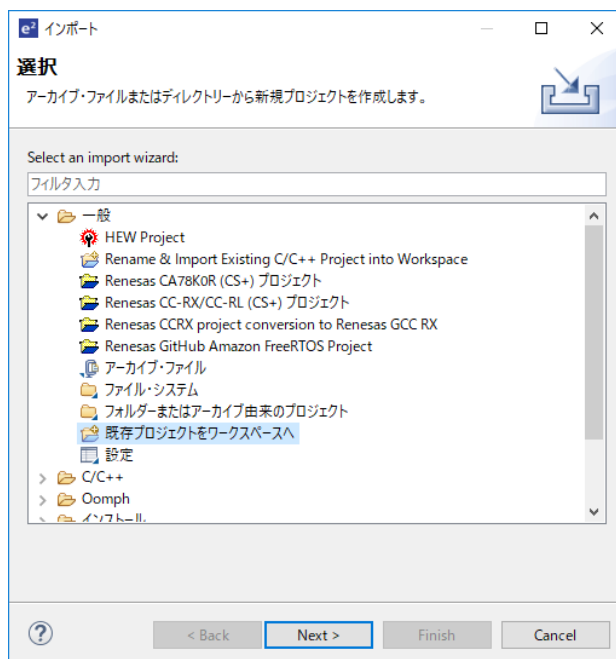 e² インポート
選択
アーカイブ・ファイルまたはディレクトリーから新規プロジェクトを作成します。
Select an import wizard:
フィルタ入力
一般
HEW Project
Rename & Import Existing C/C++ Project into Workspace
Renesas CA78K0R (CS+) プロジェクト
Renesas CC-RX/CC-RL (CS+) プロジェクト
Renesas CCRX project conversion to Renesas GCC RX
Renesas GitHub Amazon FreeRTOS Project
アーカイブ・ファイル
ファイル・システム
フォルダーまたはアーカイブ由来のプロジェクト
既存プロジェクトをワークスペースへ
設定
C/C++
Oomph
インストール
?
< Back
Next >
Finish
Cancel